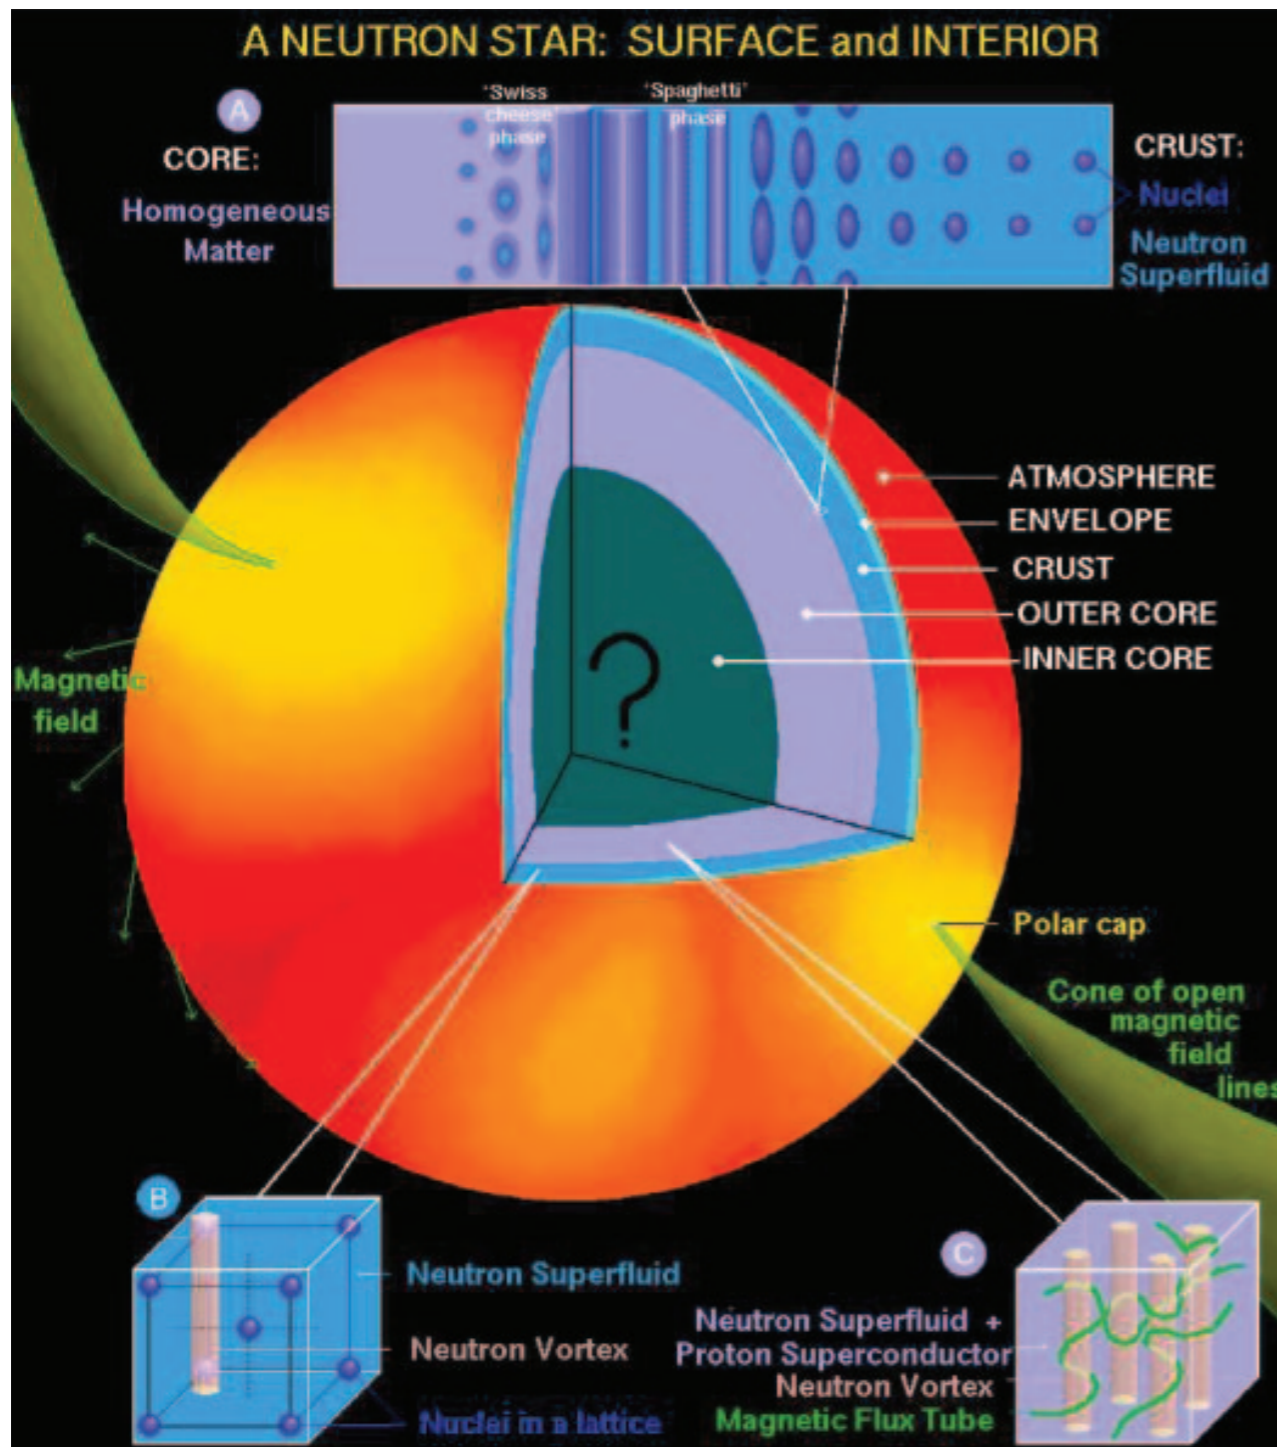 A NEUTRON STAR: SURFACE and INTERIOR
'Swiss cheese' phase
'Spaghetti' phase
A
CORE:
Homogeneous
Matter
CRUST:
Nuclei
Neutron
Superfluid
ATMOSPHERE
ENVELOPE
CRUST
OUTER CORE
INNER CORE
?
Magnetic
field
Polar cap
Cone of open
magnetic
field
lines
B
Neutron Superfluid
Neutron Vortex
Nuclei in a lattice
C
Neutron Superfluid +
Proton Superconductor
Neutron Vortex
Magnetic Flux Tube